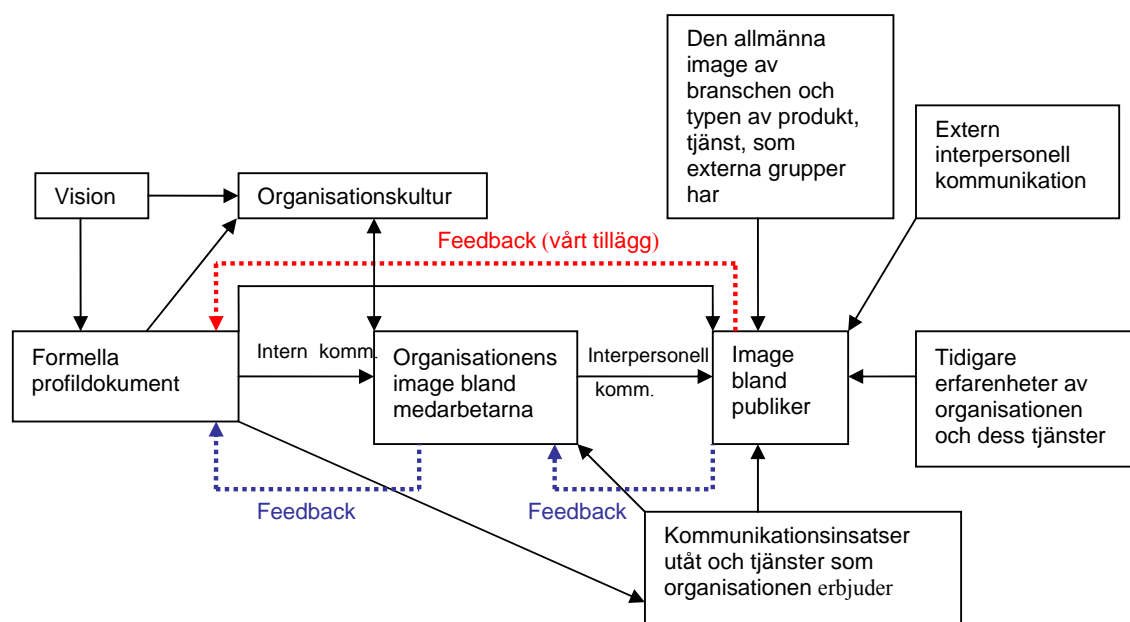 Den allmänna
image av
branschen och
typen av produkt,
tjänst, som
externa grupper
har
Extern
interpersonell
kommunikation
Vision
Organisationskultur
Feedback (vårt tillägg)
Formella
profildokument
Intern komm.
Organisationens
image bland
medarbetarna
Interpersonell
komm.
Image
bland
publiker
Tidigare
erfarenheter av
organisationen
och dess tjänster
Feedback
Feedback
Kommunikationsinsatser
utåt och tjänster som
organisationen erbjuder